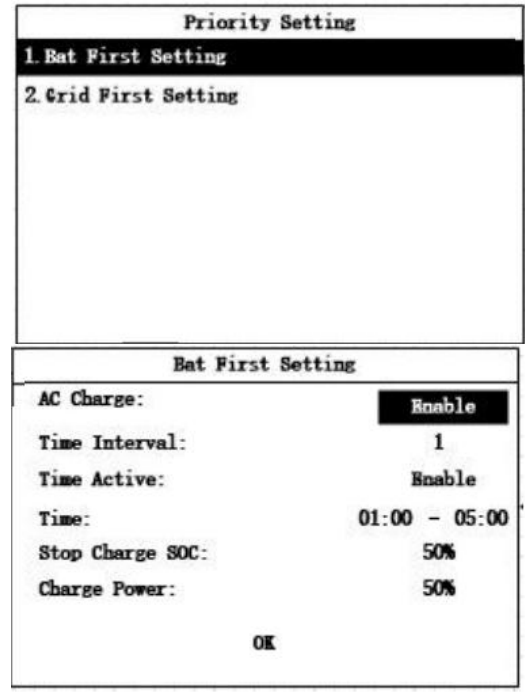 Priority Setting
1. Bat First Setting
2. Grid First Setting
Bat First Setting
AC Charge: Enable
Time Interval: 1
Time Active: Enable
Time: 01:00 - 05:00
Stop Charge SOC: 50%
Charge Power: 50%
OK